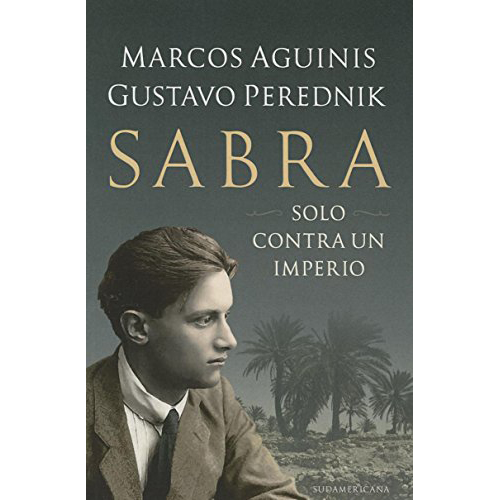 MARCOS AGUINIS
GUSTAVO PEREDNIK
SABRA
SOLO
CONTRA UN
IMPERIO
SUDAMERICANA